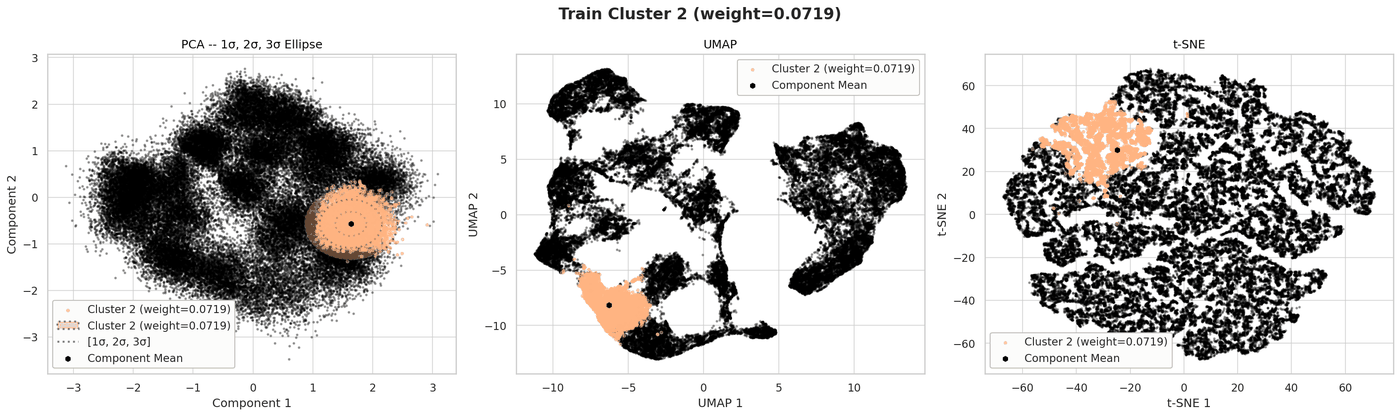 Train Cluster 2 (weight=0.0719)
PCA -- 1σ, 2σ, 3σ Ellipse
3
2
1
0
−1
−2
−3
Component 2
Cluster 2 (weight=0.0719)
Cluster 2 (weight=0.0719)
[1σ, 2σ, 3σ]
Component Mean
−3
−2
−1
0
1
2
3
Component 1
UMAP
Cluster 2 (weight=0.0719)
Component Mean
10
5
0
−5
−10
UMAP 2
−10
−5
0
5
10
UMAP 1
t-SNE
60
40
20
0
−20
−40
−60
t-SNE 2
Cluster 2 (weight=0.0719)
Component Mean
−60
−40
−20
0
20
40
60
t-SNE 1